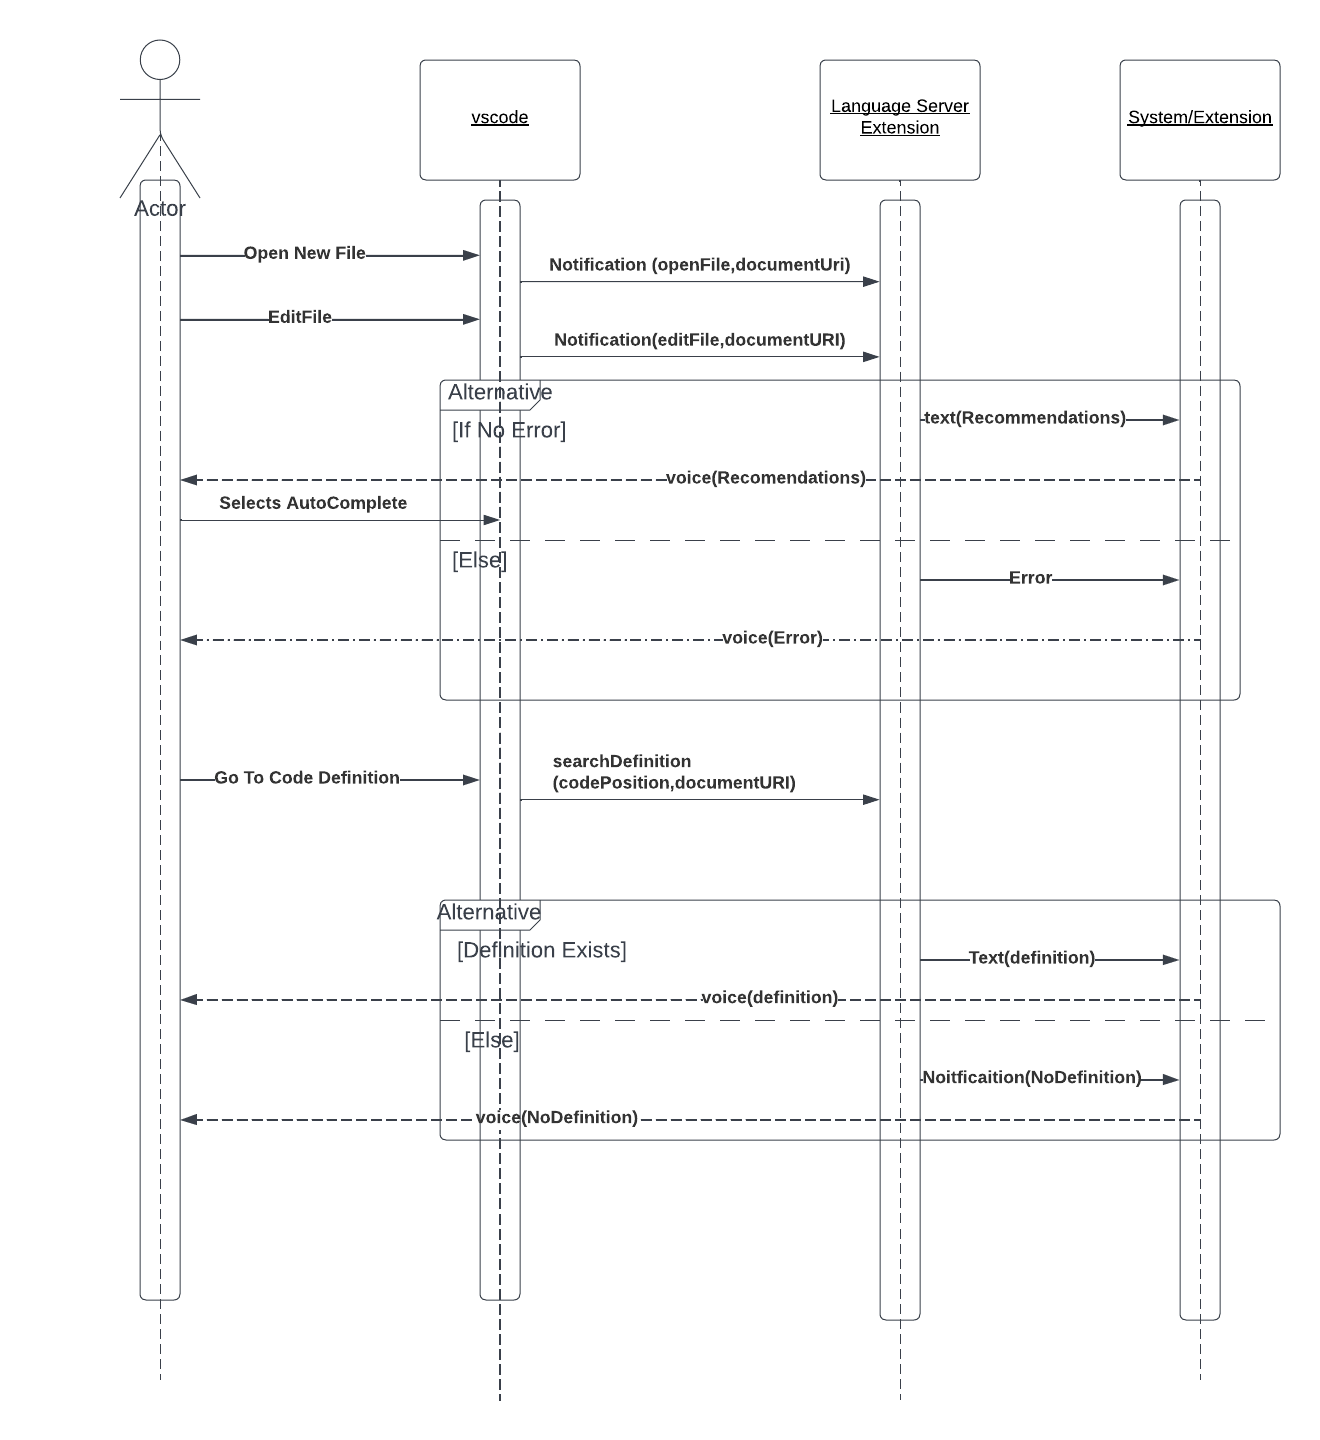 vscode
Language Server
Extension
System/Extension
Actor
Open New File
Notification (openFile,documentUri)
EditFile
Notification(editFile,documentURI)
Alternative
[If No Error]
text(Recommendations)
voice(Recomendations)
Selects AutoComplete
[Else]
Error
voice(Error)
Go To Code Definition
searchDefinition
(codePosition,documentURI)
Alternative
[Definition Exists]
Text(definition)
voice(definition)
[Else]
Noitficaition(NoDefinition)
voice(NoDefinition)